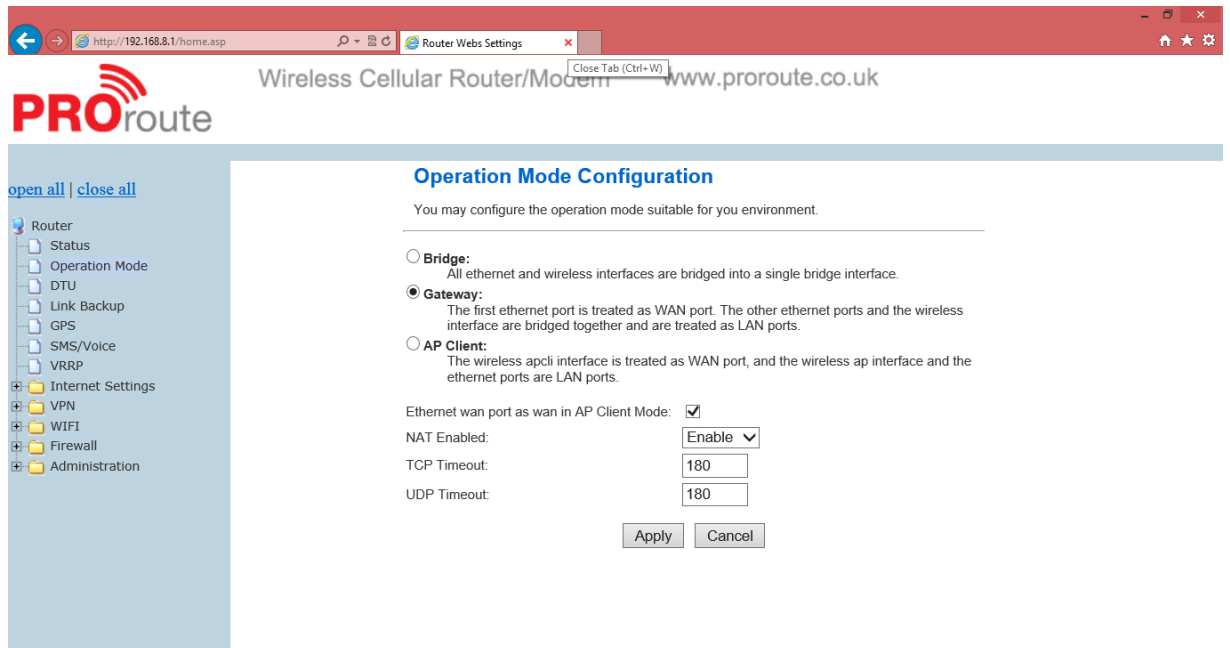 http://192.168.8.1/home.asp
Router Webs Settings
Close Tab (Ctrl+W)
PROroute
Wireless Cellular Router/Modem www.proroute.co.uk
open all | close all
Router
Status
Operation Mode
DTU
Link Backup
GPS
SMS/Voice
VRRP
Internet Settings
VPN
WIFI
Firewall
Administration
Operation Mode Configuration
You may configure the operation mode suitable for you environment.
Bridge:
All ethernet and wireless interfaces are bridged into a single bridge interface.
Gateway:
The first ethernet port is treated as WAN port. The other ethernet ports and the wireless
interface are bridged together and are treated as LAN ports.
AP Client:
The wireless apcli interface is treated as WAN port, and the wireless ap interface and the
ethernet ports are LAN ports.
Ethernet wan port as wan in AP Client Mode:
NAT Enabled: Enable
TCP Timeout: 180
UDP Timeout: 180
Apply Cancel